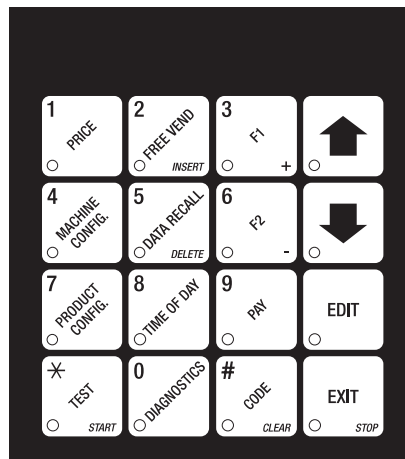 1 PRICE
2 FREE VEND INSERT
3 F1 +
4 MACHINE
CONFIG.
5 DATA RECALL DELETE
6 F2 -
7 PRODUCT
CONFIG.
8 TIME OF DAY
9 PAY
EDIT
* TEST START
0 DIAGNOSTICS
# CODE CLEAR
EXIT STOP